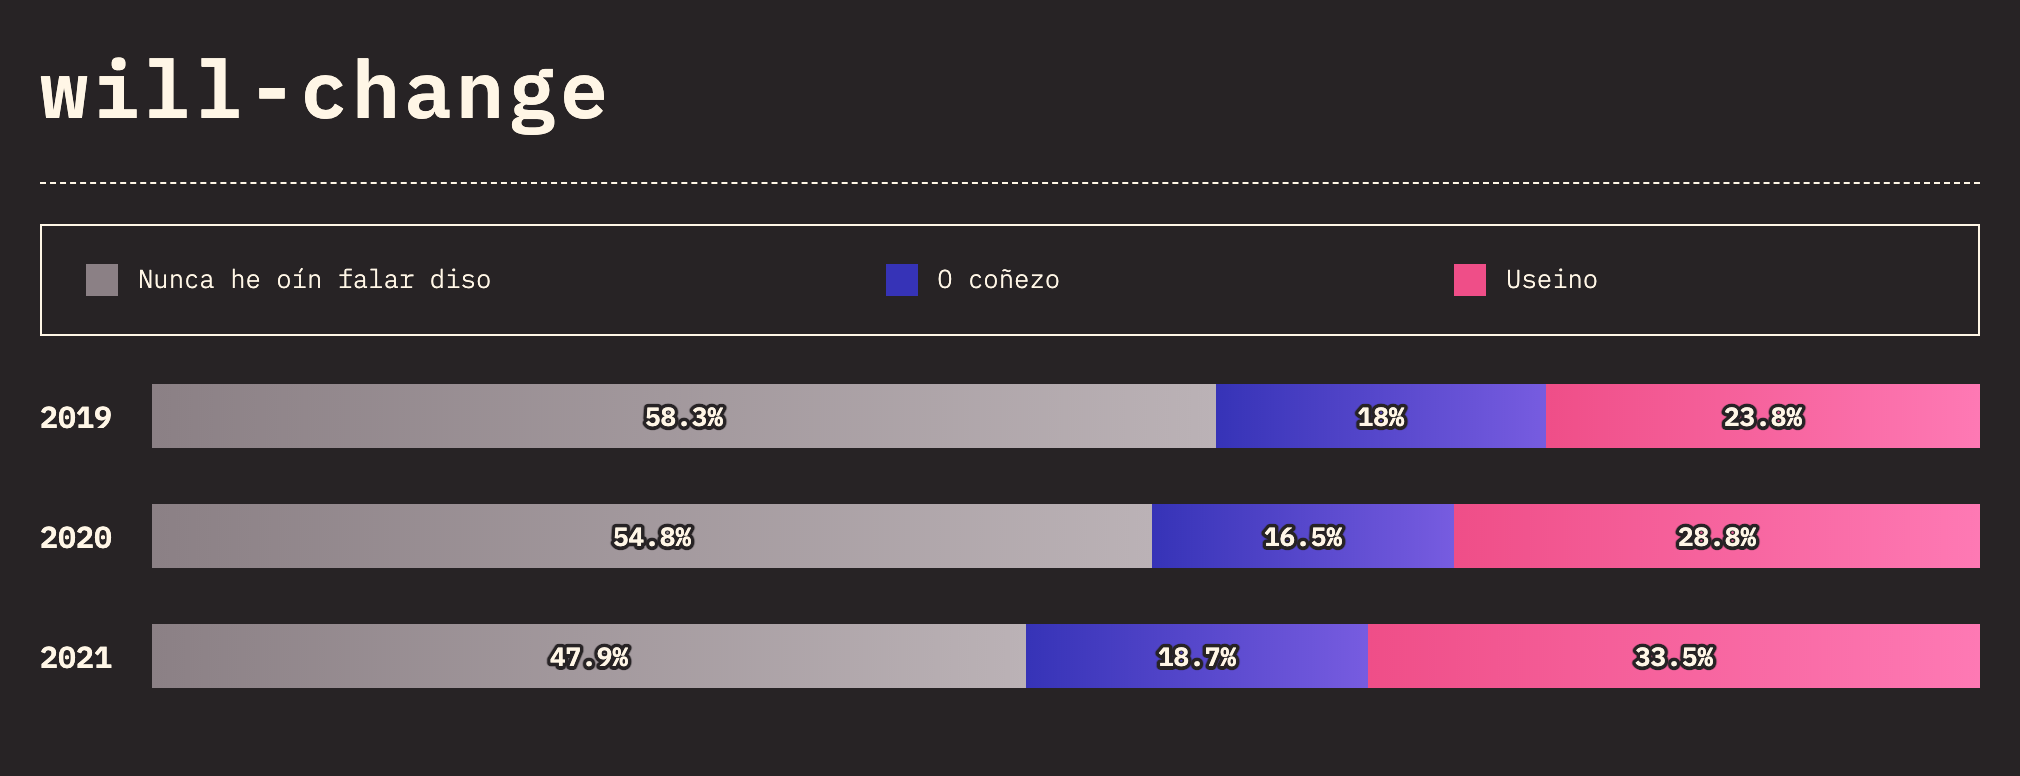 will-change
Nunca he oín falar diso O coñezo Useino
2019 58.3% 18% 23.8%
2020 54.8% 16.5% 28.8%
2021 47.9% 18.7% 33.5%